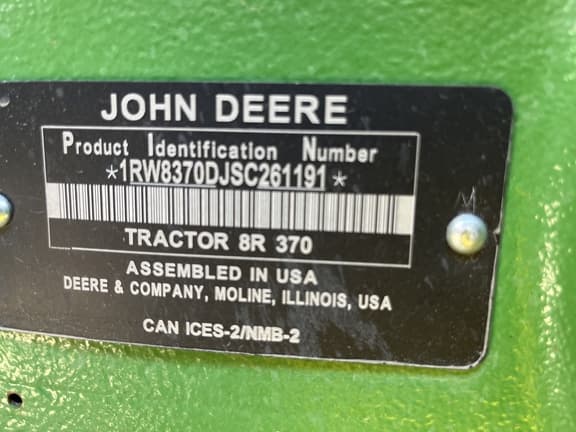 JOHN DEERE
Product Identification Number
*1RW8370DJSC261191*
TRACTOR 8R 370
ASSEMBLED IN USA
DEERE & COMPANY, MOLINE, ILLINOIS, USA
CAN ICES-2/NMB-2